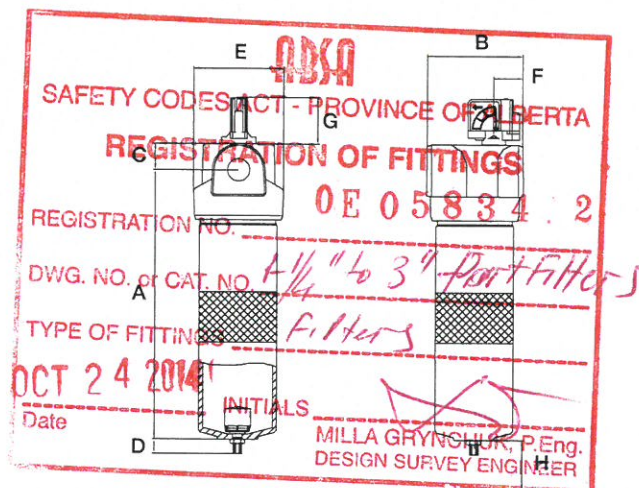 E
B
ABSA
F
SAFETY CODES ACT - PROVINCE OF ALBERTA
G
C
REGISTRATION OF FITTINGS
0E 05834.2
REGISTRATION NO.
DWG. NO. or CAT. NO. 1-1/4" to 3" Port Filters
A
TYPE OF FITTINGS Filters
OCT 24 2014
INITIALS
Date
MILLA GRYNCHUK, P.Eng.
D
DESIGN SURVEY ENGINEER
H